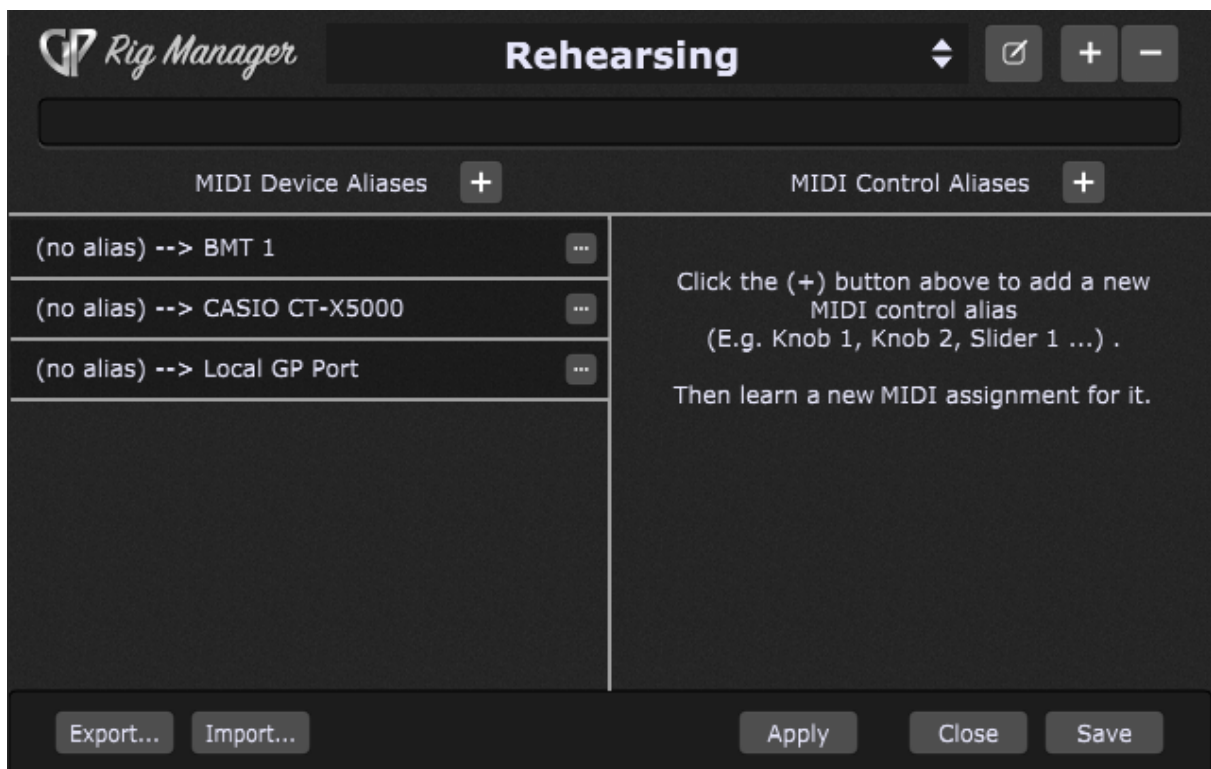 GP Rig Manager
Rehearsing
+
−
MIDI Device Aliases +
MIDI Control Aliases +
(no alias) --> BMT 1 ...
(no alias) --> CASIO CT-X5000 ...
(no alias) --> Local GP Port ...
Click the (+) button above to add a new
MIDI control alias
(E.g. Knob 1, Knob 2, Slider 1 ...) .
Then learn a new MIDI assignment for it.
Export...
Import...
Apply
Close
Save